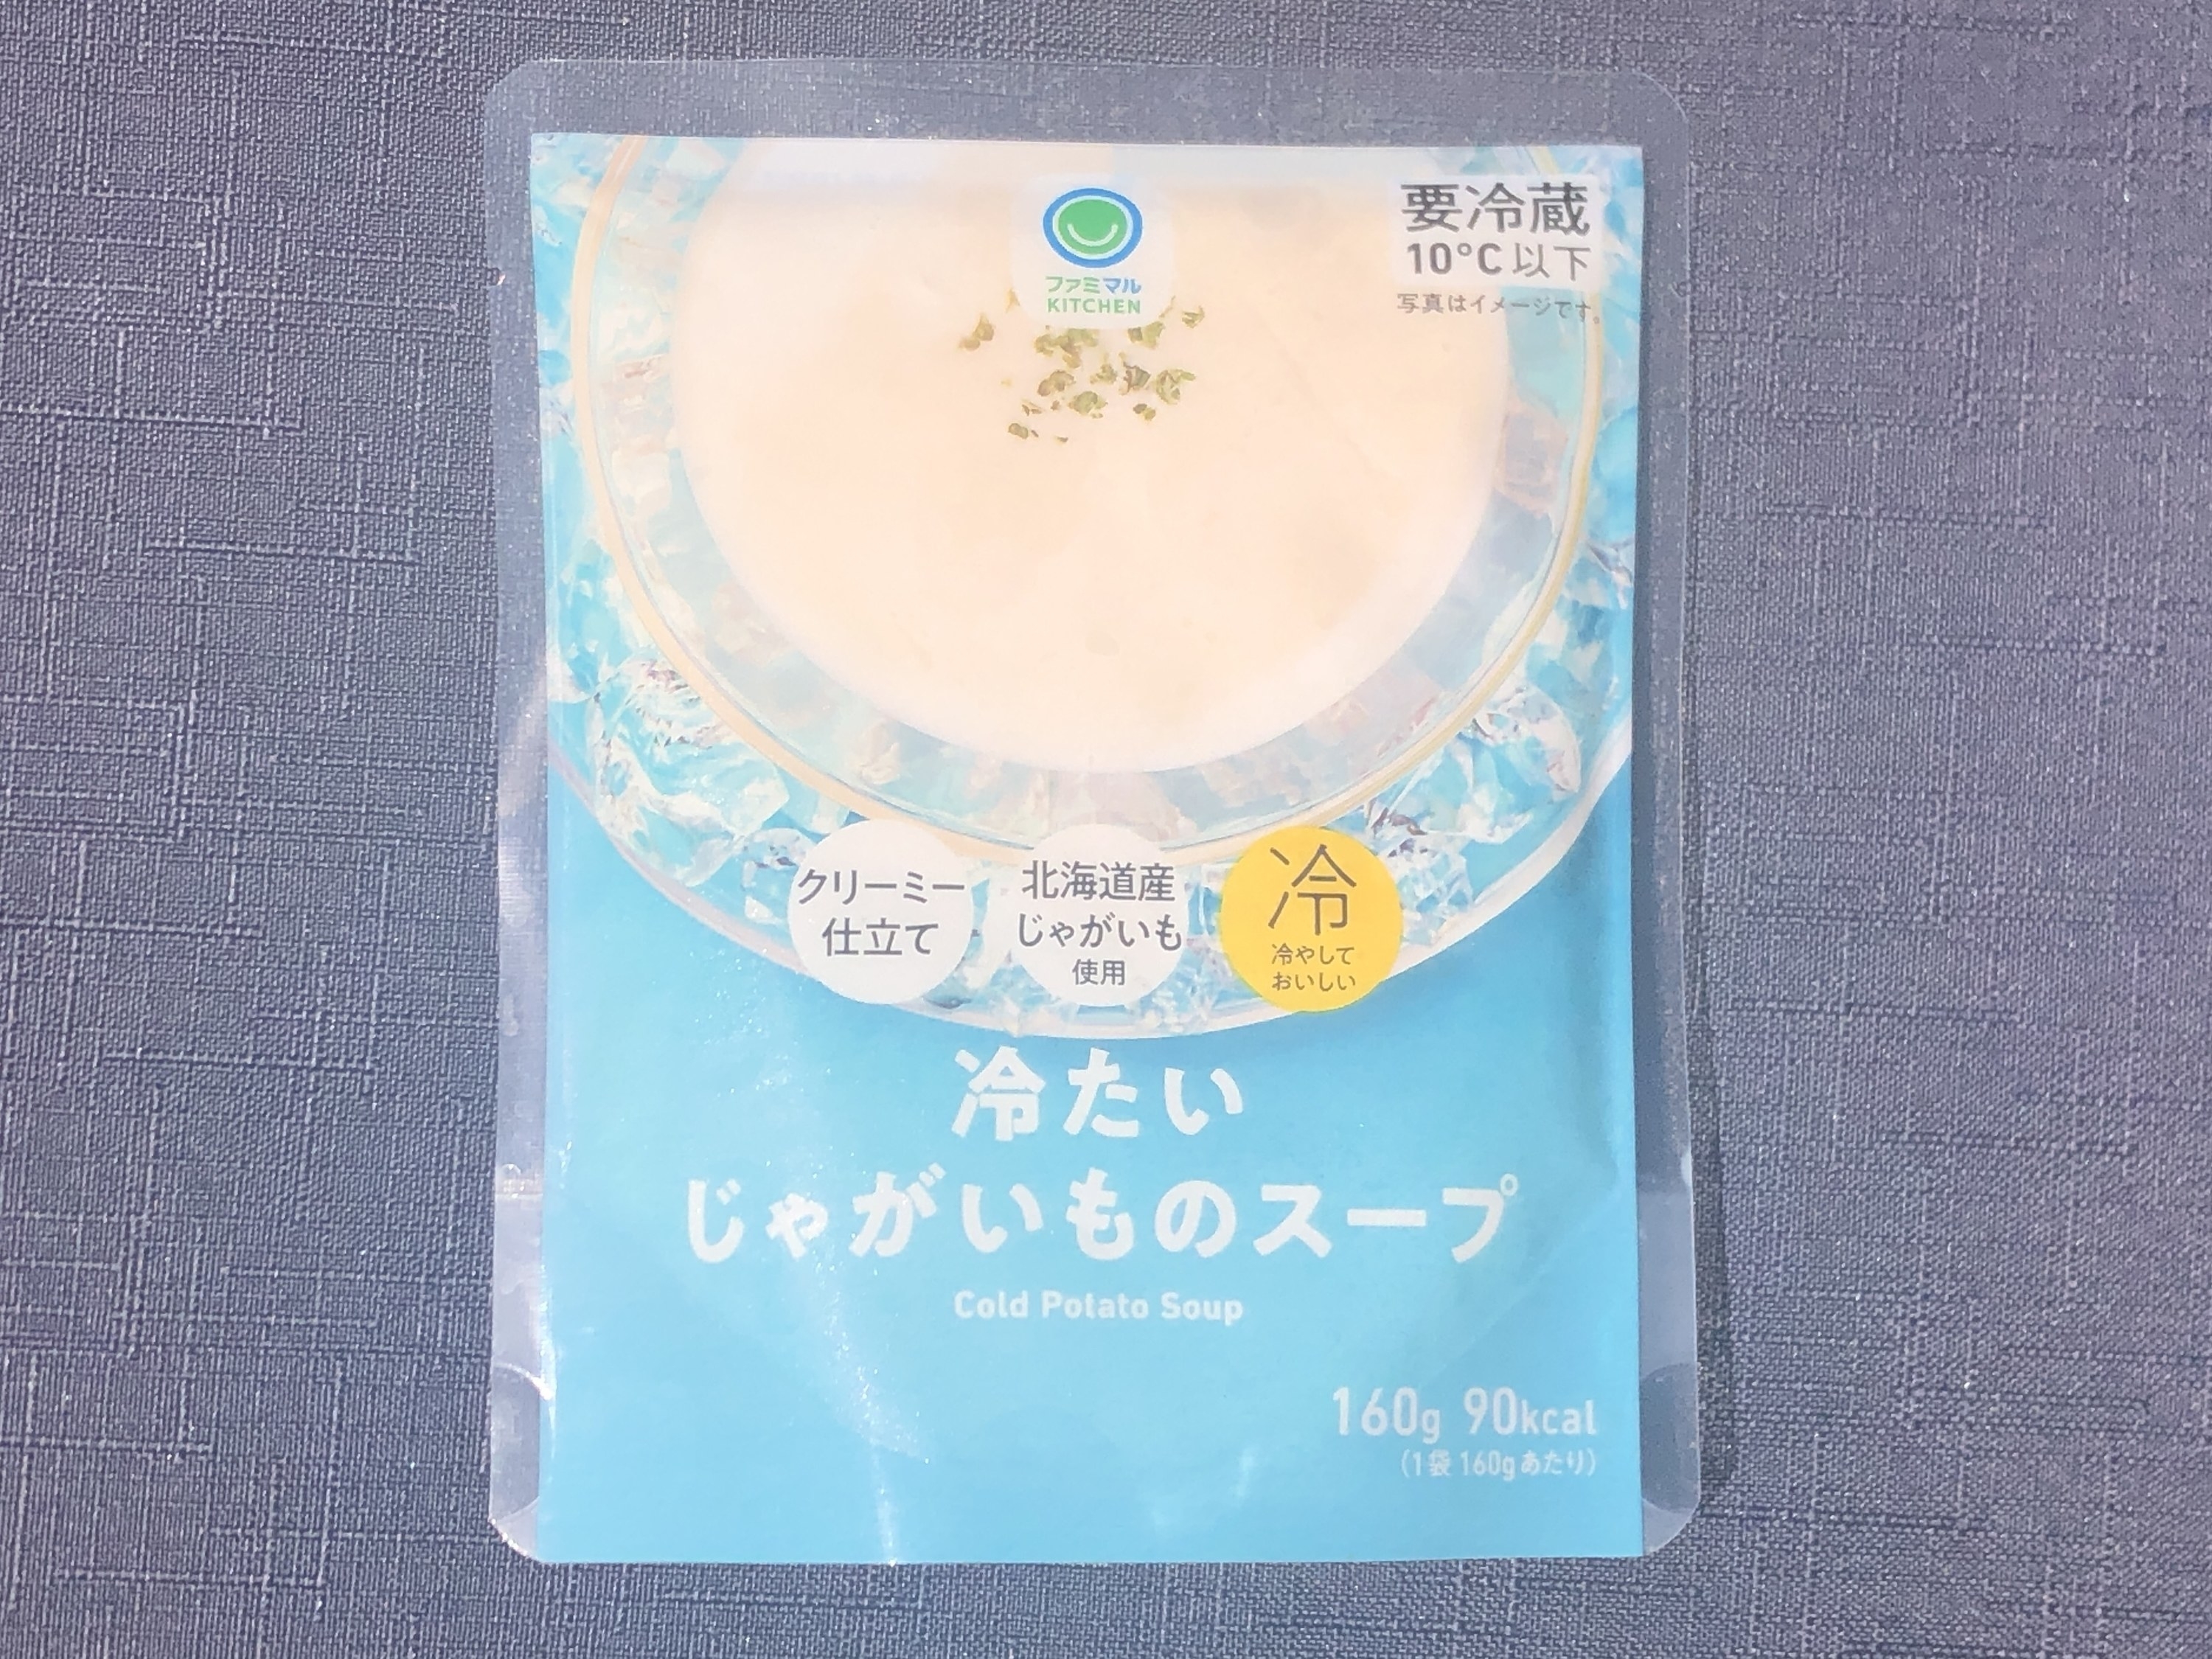 ファミマル
KITCHEN
要冷蔵
10°C以下
写真はイメージです。
クリーミー
仕立て
北海道産
じゃがいも
使用
冷
冷やして
おいしい
冷たい
じゃがいものスープ
Cold Potato Soup
160g 90kcal
(1袋 160gあたり)